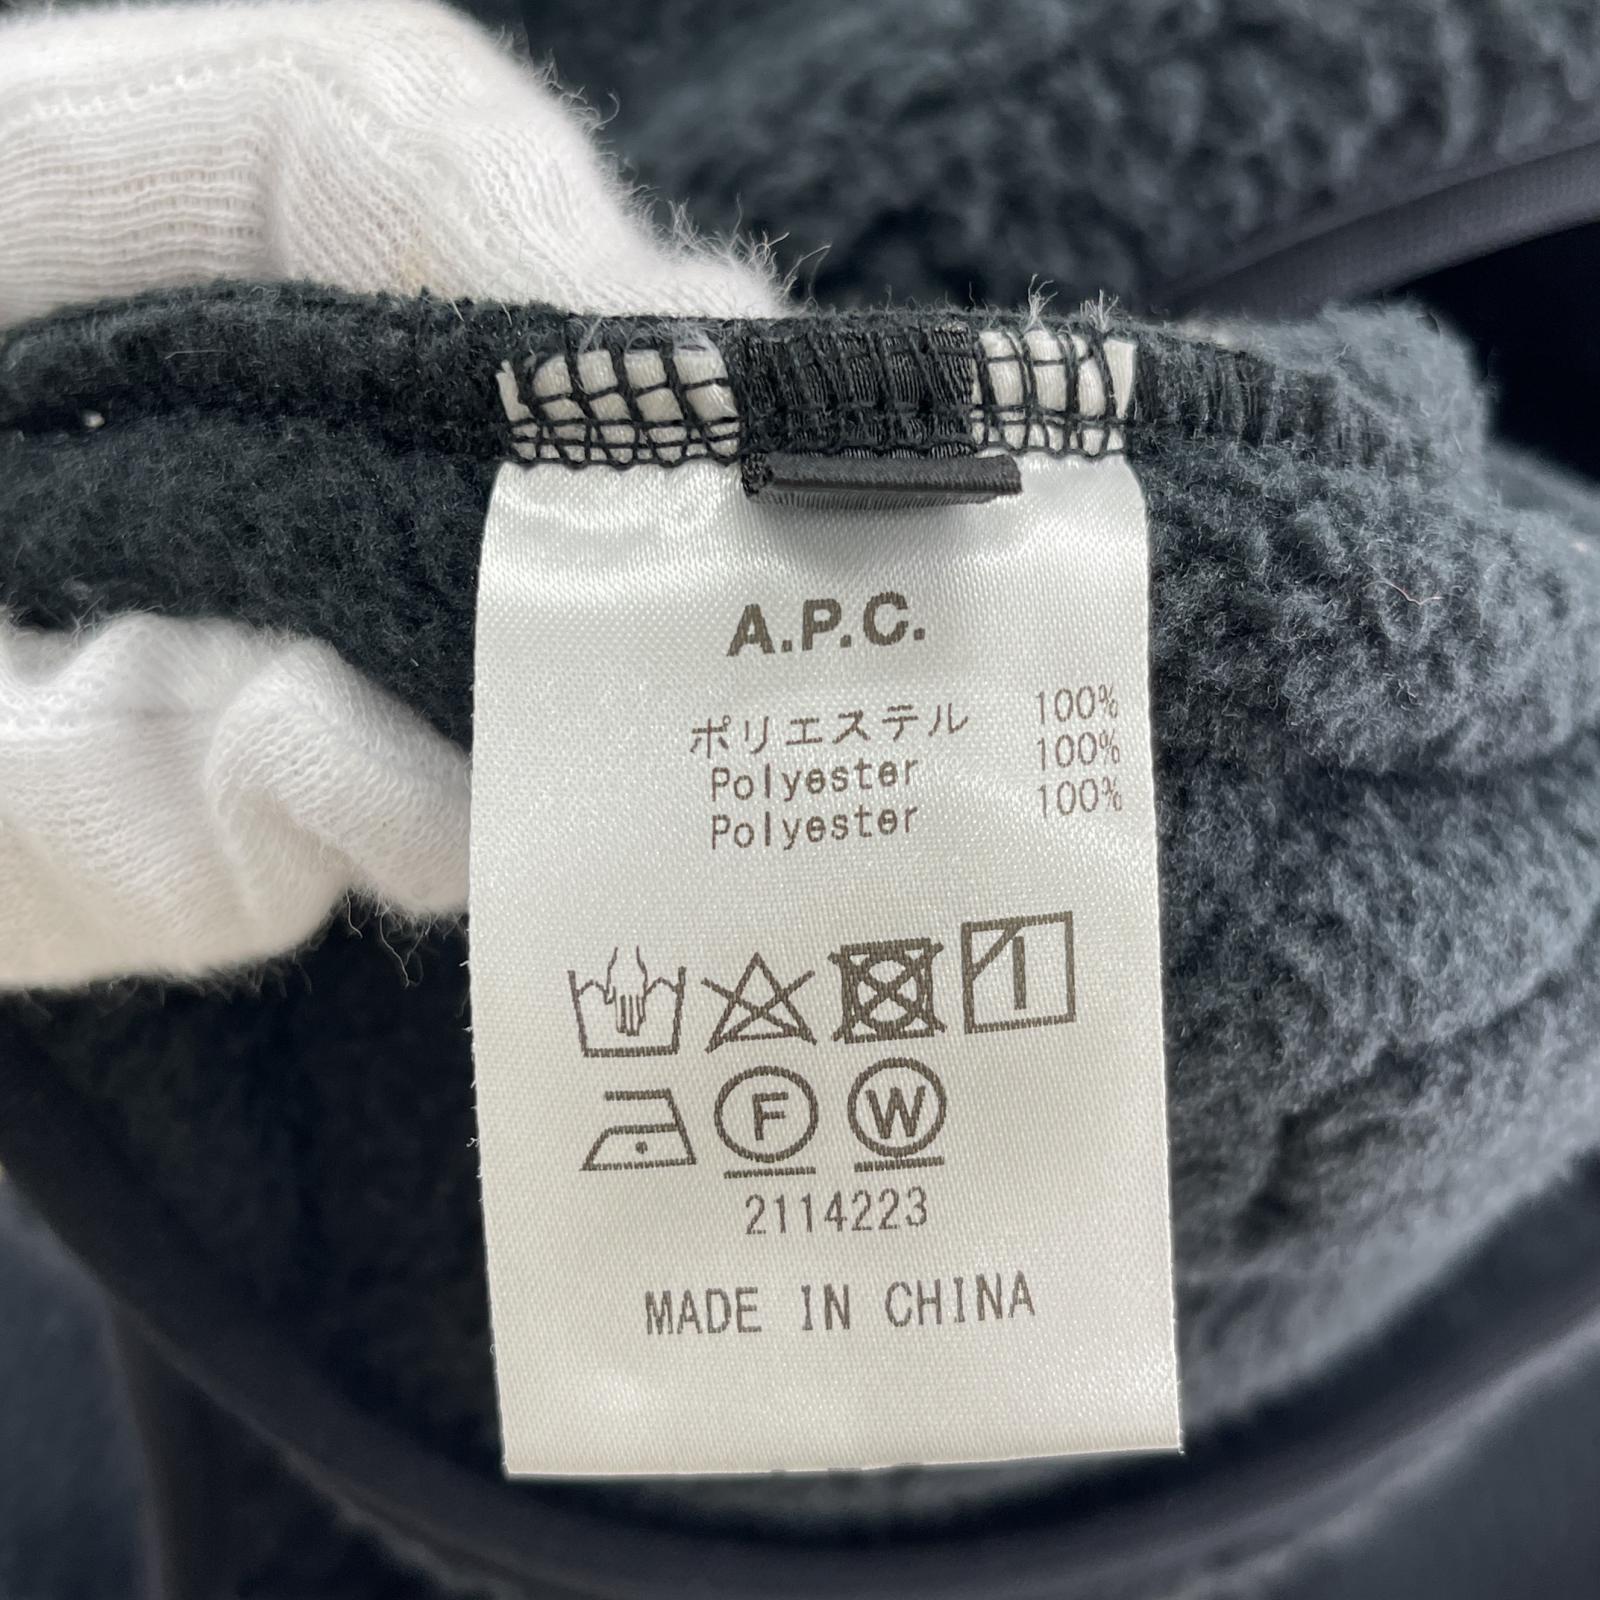 A.P.C.
ポリエステル 100%
Polyester 100%
Polyester 100%
F W
2114223
MADE IN CHINA